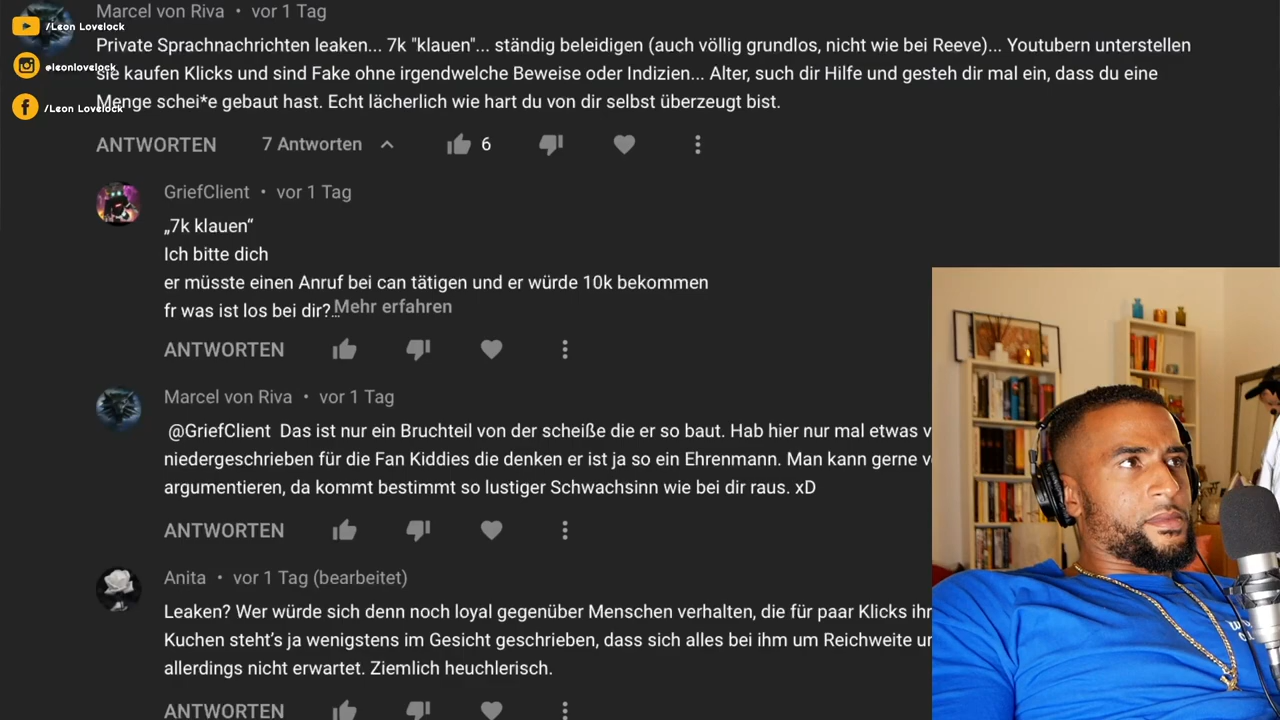 Marcel von Riva • vor 1 Tag
/Leon Lovelock
Private Sprachnachrichten leaken... 7k "klauen"... ständig beleidigen (auch völlig grundlos, nicht wie bei Reeve)... Youtubern unterstellen
@leonlovelock
sie kaufen Klicks und sind Fake ohne irgendwelche Beweise oder Indizien... Alter, such dir Hilfe und gesteh dir mal ein, dass du eine
/Leon Lovelock
Menge schei*e gebaut hast. Echt lächerlich wie hart du von dir selbst überzeugt bist.
ANTWORTEN 7 Antworten 6
GriefClient • vor 1 Tag
„7k klauen“
Ich bitte dich
er müsste einen Anruf bei can tätigen und er würde 10k bekommen
fr was ist los bei dir?...Mehr erfahren
ANTWORTEN
Marcel von Riva • vor 1 Tag
@GriefClient Das ist nur ein Bruchteil von der scheiße die er so baut. Hab hier nur mal etwas
niedergeschrieben für die Fan Kiddies die denken er ist ja so ein Ehrenmann. Man kann gerne
argumentieren, da kommt bestimmt so lustiger Schwachsinn wie bei dir raus. xD
ANTWORTEN
Anita • vor 1 Tag (bearbeitet)
Leaken? Wer würde sich denn noch loyal gegenüber Menschen verhalten, die für paar Klicks
Kuchen steht's ja wenigstens im Gesicht geschrieben, dass sich alles bei ihm um Reichweite
allerdings nicht erwartet. Ziemlich heuchlerisch.
ANTWORTEN